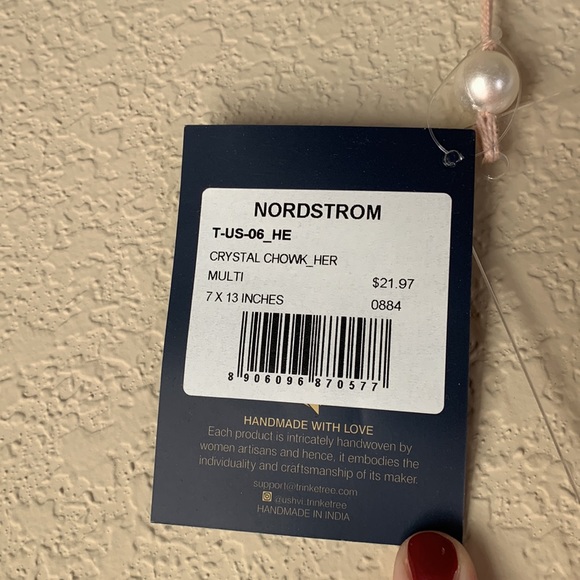 NORDSTROM
T-US-06_HE
CRYSTAL CHOWK_HER
MULTI $21.97
7 X 13 INCHES 0884
8 906096 870577
HANDMADE WITH LOVE
Each product is intricately handwoven by
women artisans and hence, it embodies the
individuality and craftsmanship of its maker.
support@trinketree.com
@ushvi_trinketree
HANDMADE IN INDIA